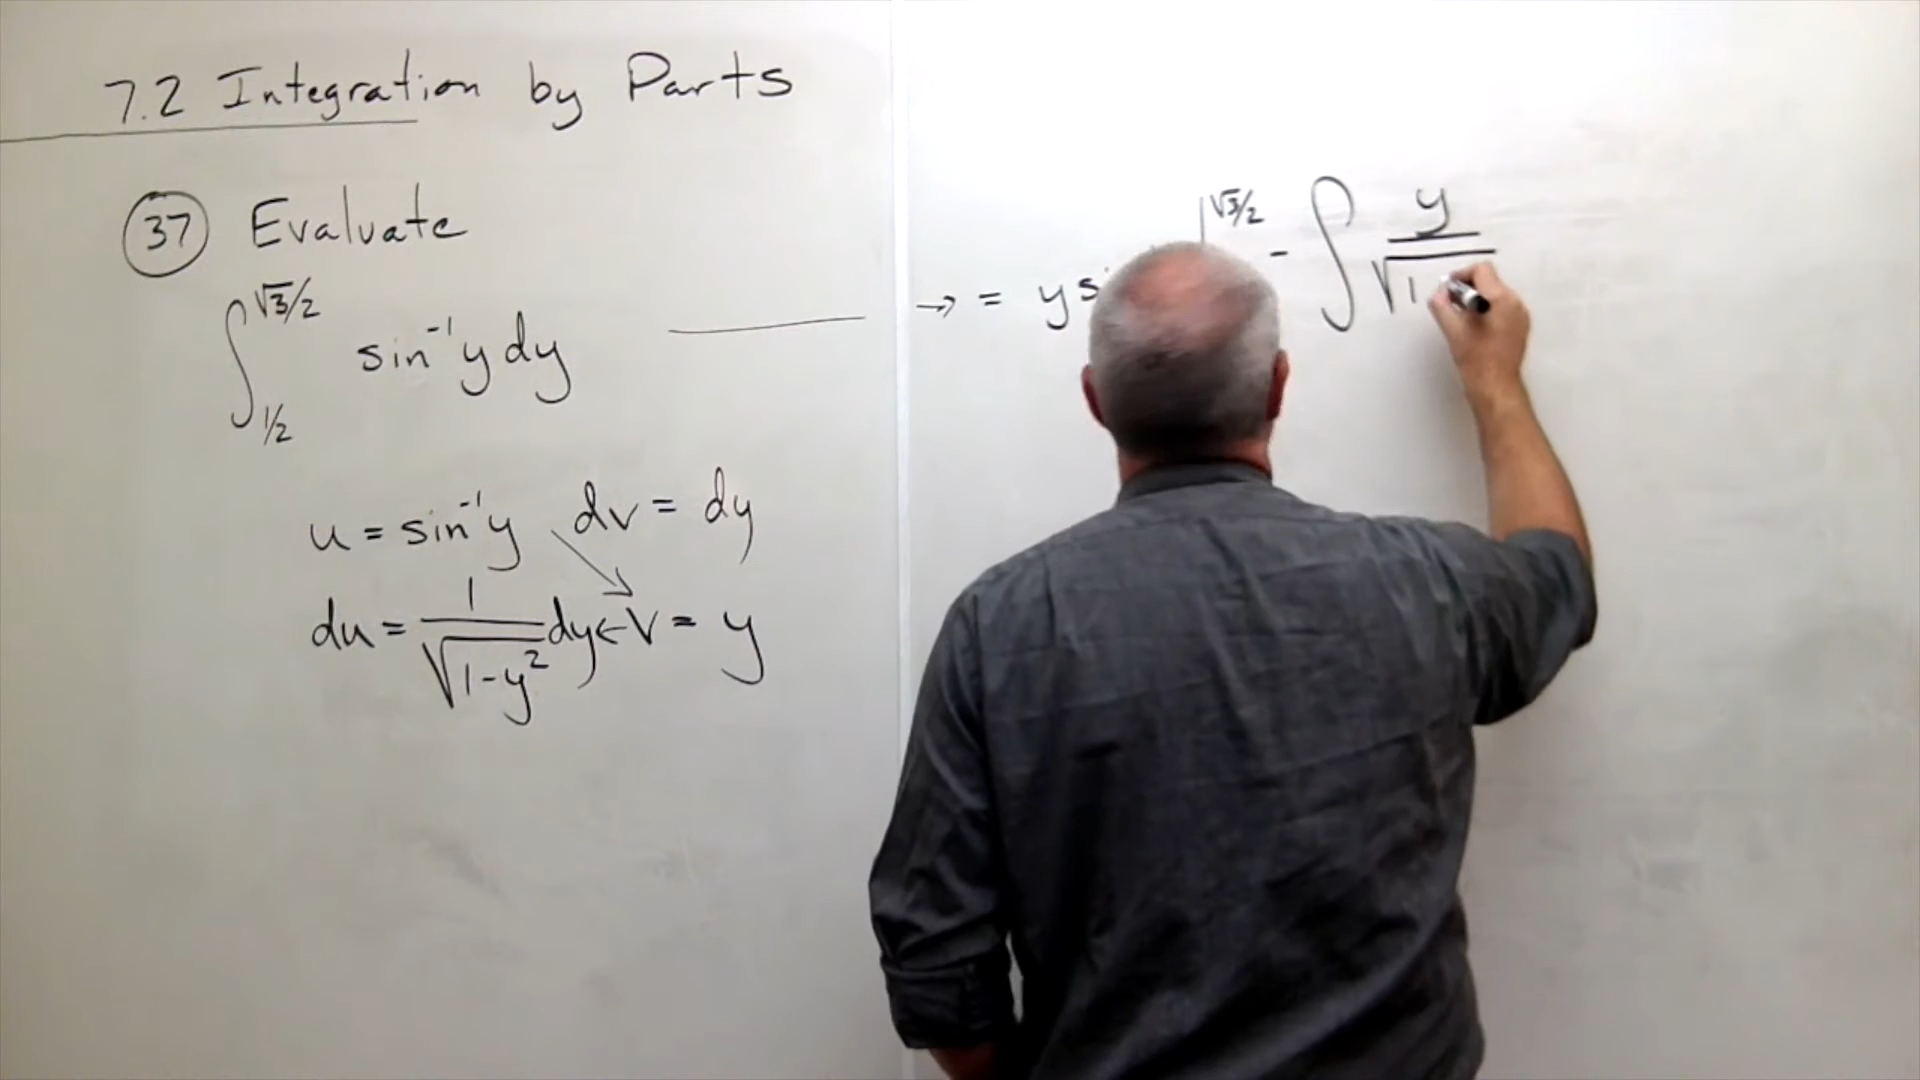 7.2 Integration by Parts
37 Evaluate
∫_{1/2}^{√3/2} sin⁻¹y dy
u = sin⁻¹y dv = dy
du = 1/√(1-y²) dy ← v = y
→ = y s |^{√3/2} - ∫ y/√1